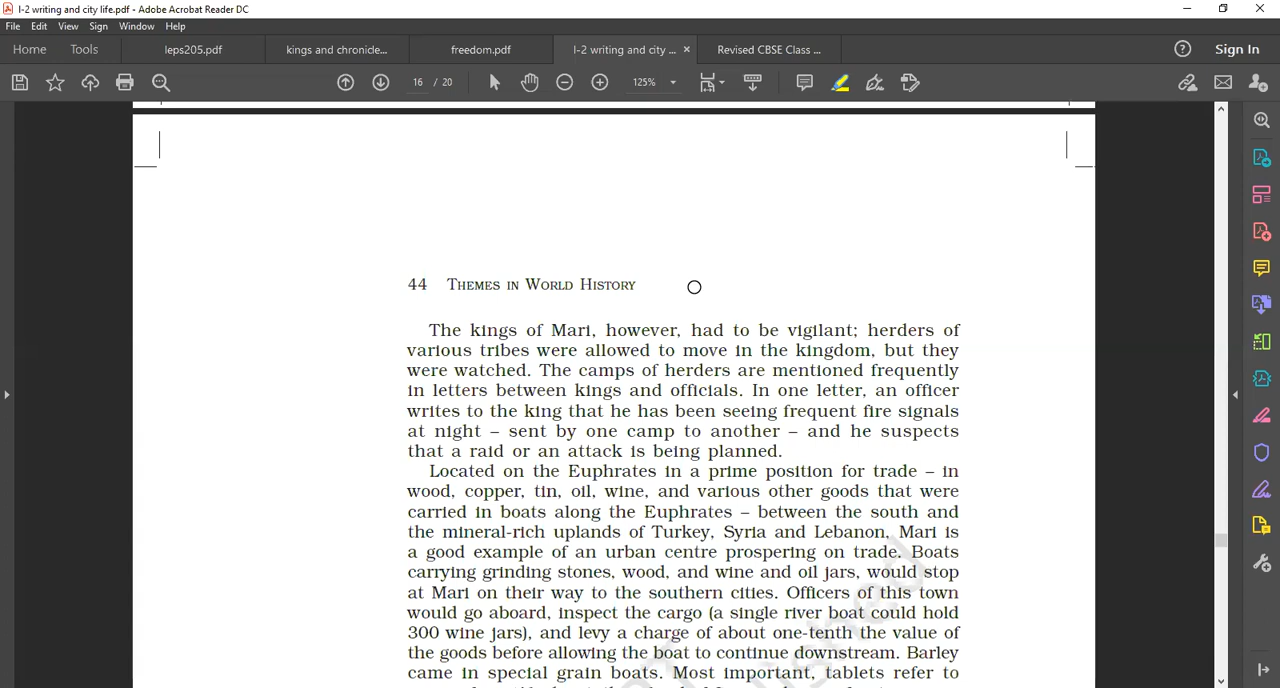 I-2 writing and city life.pdf - Adobe Acrobat Reader DC
File Edit View Sign Window Help
Home Tools leps205.pdf kings and chronicle... freedom.pdf I-2 writing and city ... × Revised CBSE Class ... Sign In
16 / 20 125%
44 THEMES IN WORLD HISTORY
The kings of Mari, however, had to be vigilant; herders of
various tribes were allowed to move in the kingdom, but they
were watched. The camps of herders are mentioned frequently
in letters between kings and officials. In one letter, an officer
writes to the king that he has been seeing frequent fire signals
at night – sent by one camp to another – and he suspects
that a raid or an attack is being planned.
Located on the Euphrates in a prime position for trade – in
wood, copper, tin, oil, wine, and various other goods that were
carried in boats along the Euphrates – between the south and
the mineral-rich uplands of Turkey, Syria and Lebanon, Mari is
a good example of an urban centre prospering on trade. Boats
carrying grinding stones, wood, and wine and oil jars, would stop
at Mari on their way to the southern cities. Officers of this town
would go aboard, inspect the cargo (a single river boat could hold
300 wine jars), and levy a charge of about one-tenth the value of
the goods before allowing the boat to continue downstream. Barley
came in special grain boats. Most important, tablets refer to